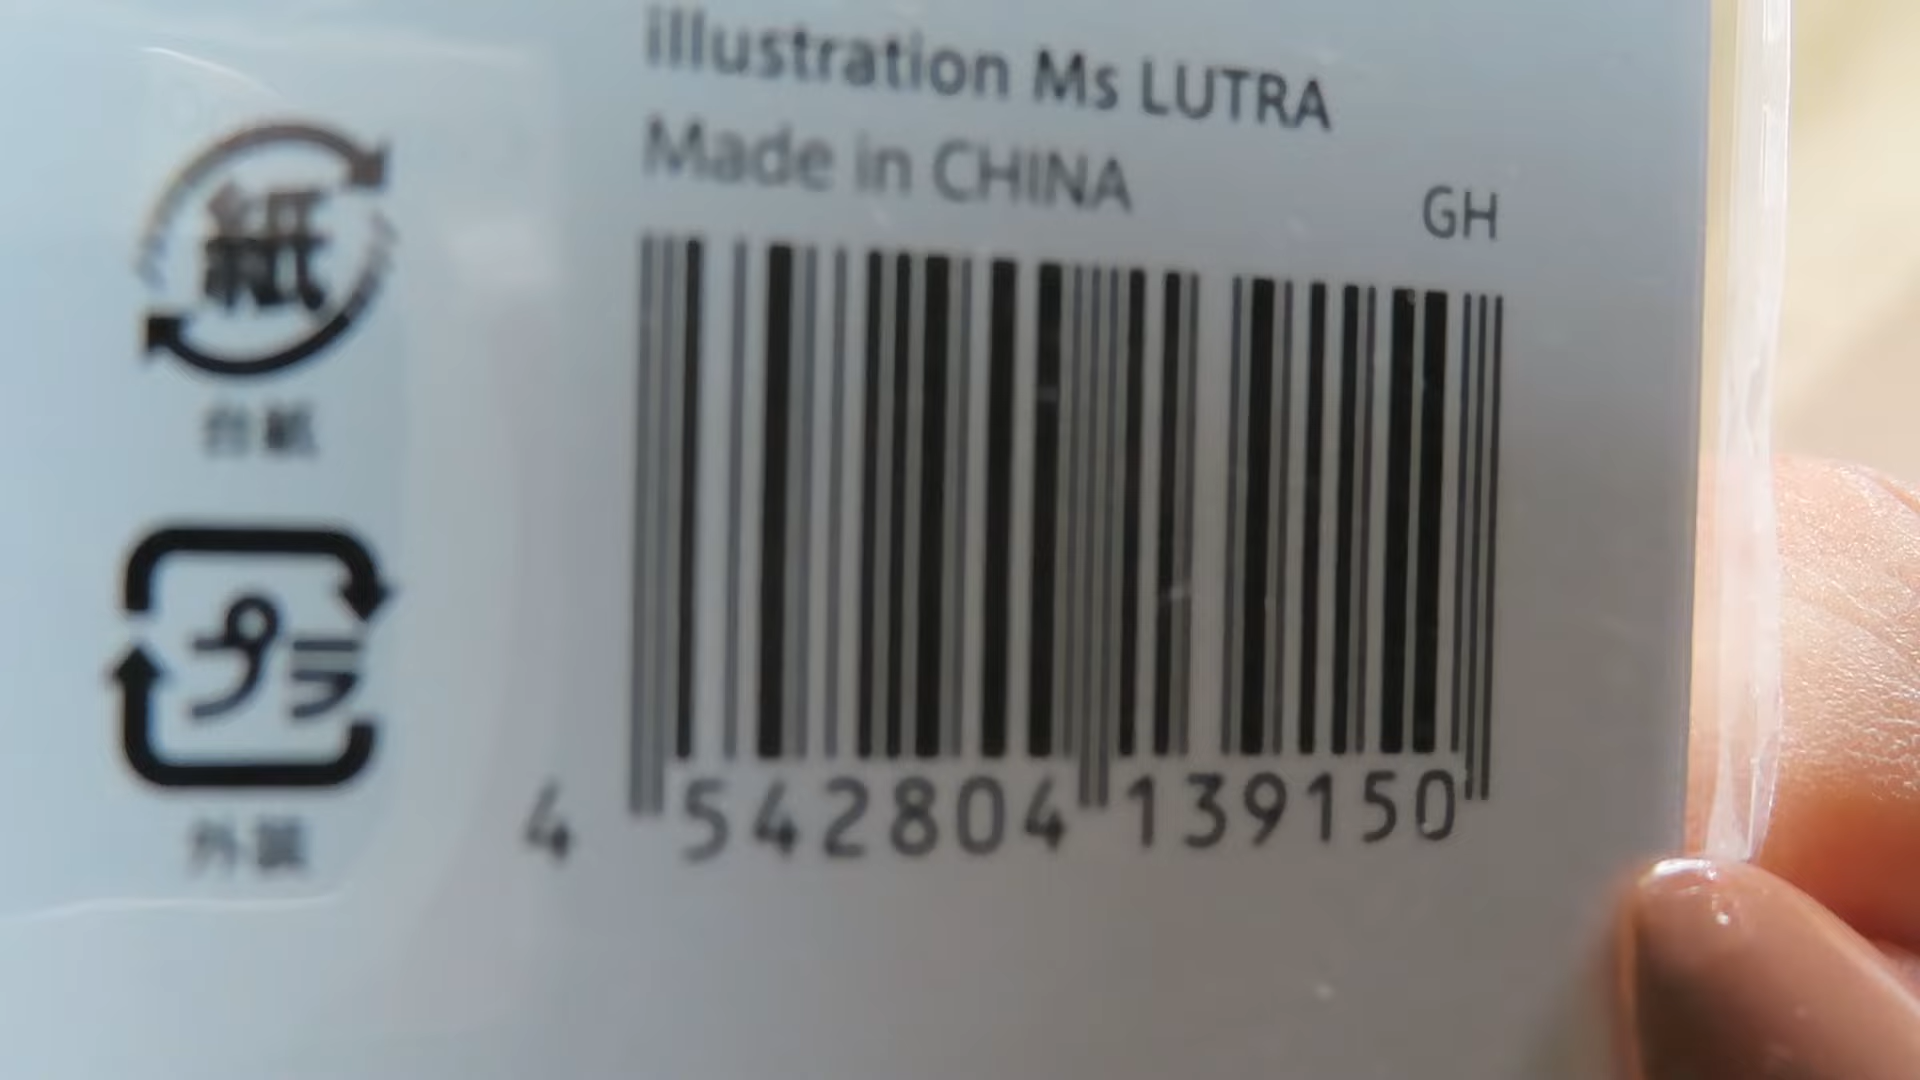 illustration Ms LUTRA
Made in CHINA
GH
紙
台紙
プラ
外装
4 542804 139150